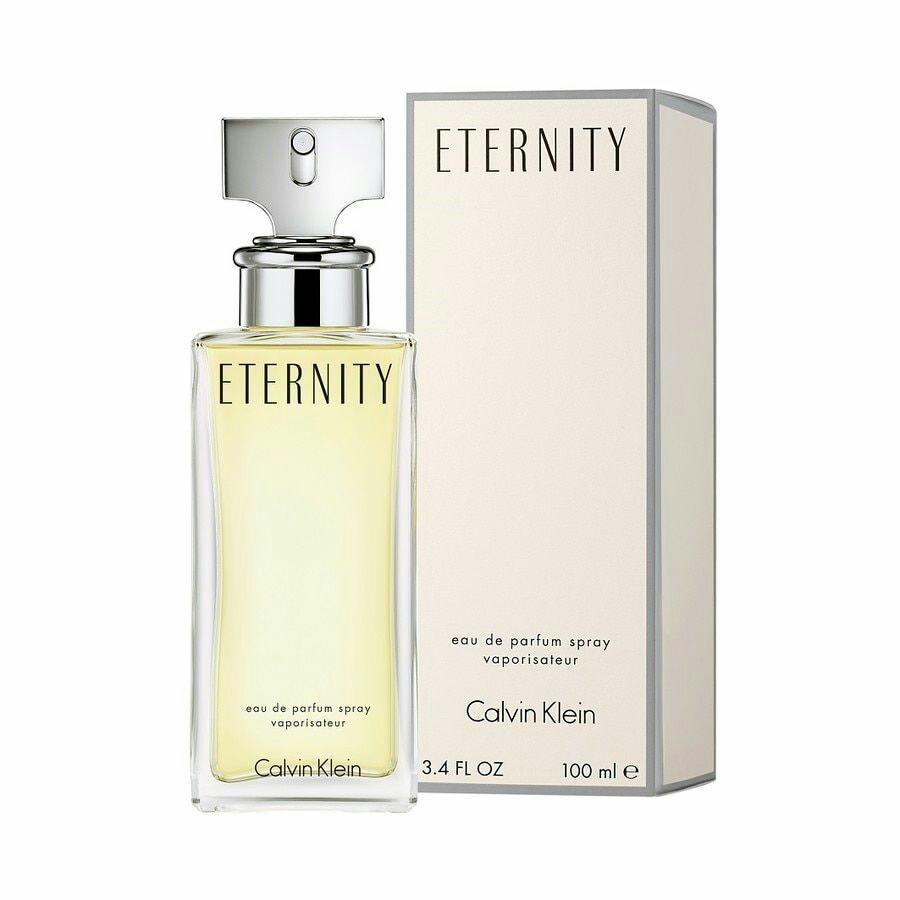 ETERNITY
eau de parfum spray
vaporisateur
Calvin Klein
ETERNITY
eau de parfum spray
vaporisateur
Calvin Klein
3.4 FL OZ 100 ml ℮